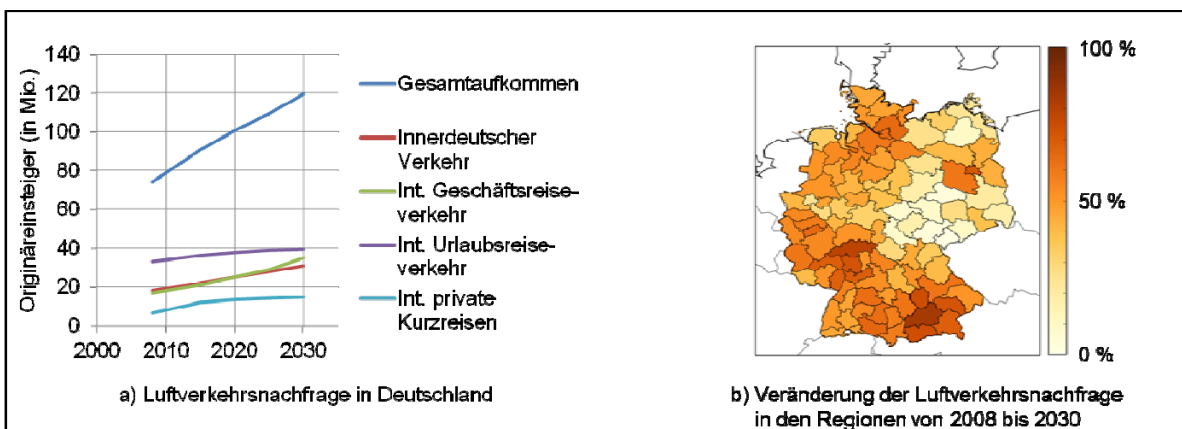 Originäreinsteiger (in Mio.)
140
120
100
80
60
40
20
0
2000
2010
2020
2030
Gesamtaufkommen
Innerdeutscher
Verkehr
Int. Geschäftsreise-
verkehr
Int. Urlaubsreise-
verkehr
Int. private
Kurzreisen
a) Luftverkehrsnachfrage in Deutschland
100 %
50 %
0 %
b) Veränderung der Luftverkehrsnachfrage
in den Regionen von 2008 bis 2030